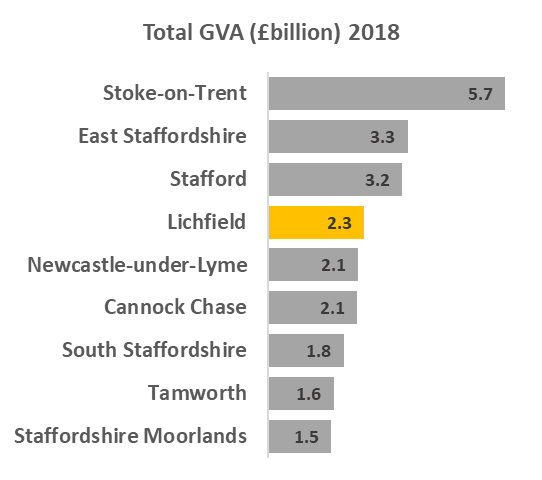 Total GVA (£billion) 2018
Stoke-on-Trent 5.7
East Staffordshire 3.3
Stafford 3.2
Lichfield 2.3
Newcastle-under-Lyme 2.1
Cannock Chase 2.1
South Staffordshire 1.8
Tamworth 1.6
Staffordshire Moorlands 1.5